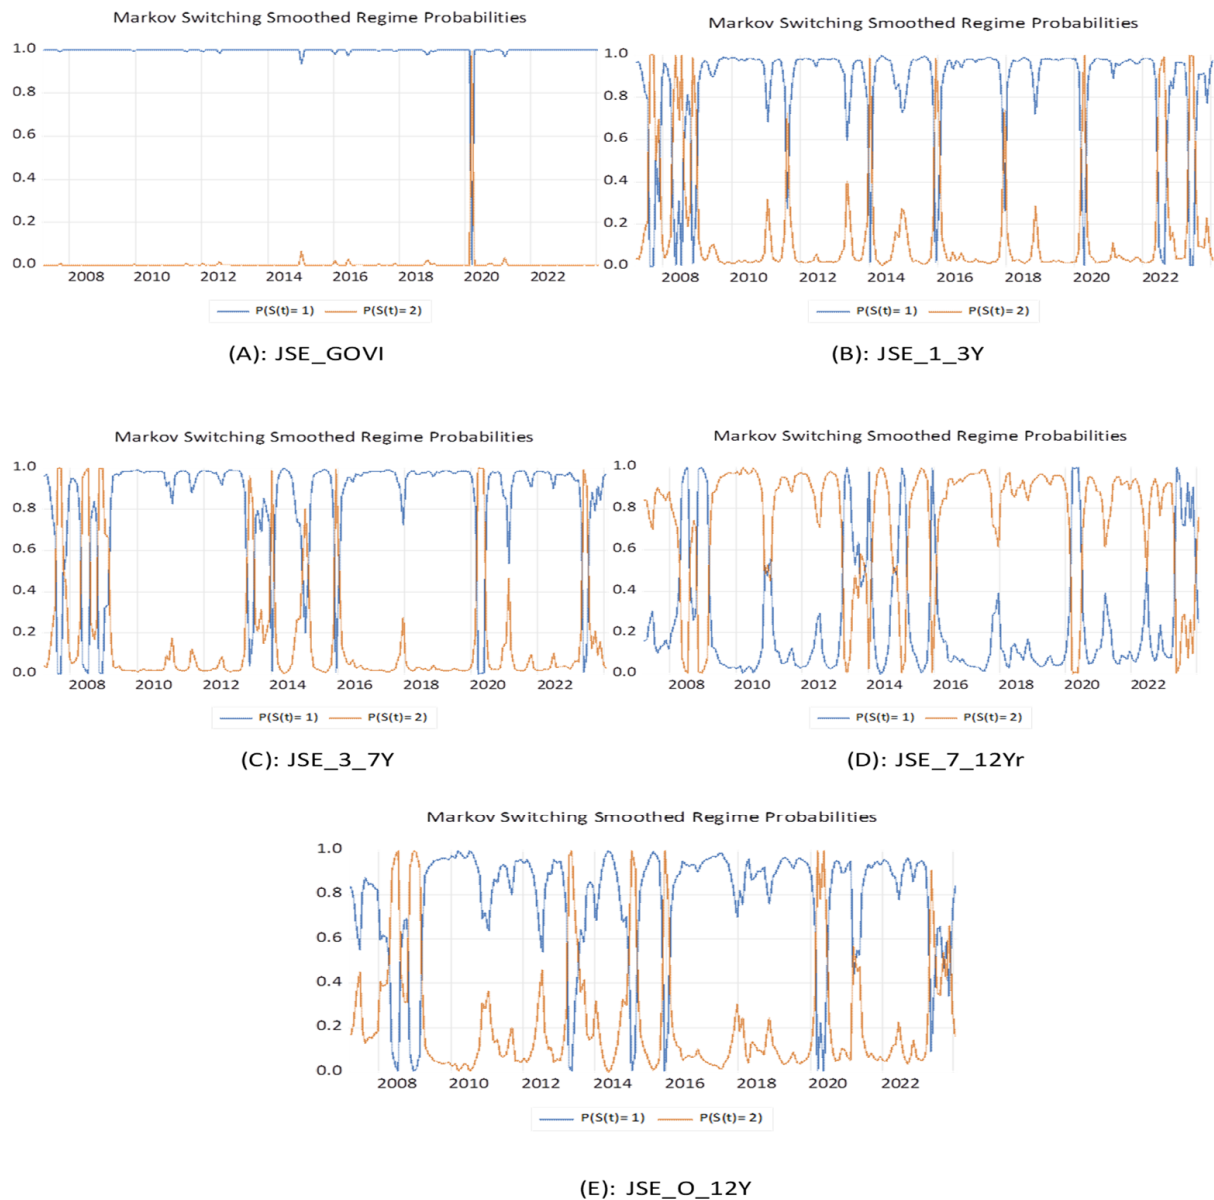 Markov Switching Smoothed Regime Probabilities
1.0
0.8
0.6
0.4
0.2
0.0
2008 2010 2012 2014 2016 2018 2020 2022
P(S(t)= 1) P(S(t)= 2)
(A): JSE_GOVI
Markov Switching Smoothed Regime Probabilities
1.0
0.8
0.6
0.4
0.2
0.0
2008 2010 2012 2014 2016 2018 2020 2022
P(S(t)= 1) P(S(t)= 2)
(B): JSE_1_3Y
Markov Switching Smoothed Regime Probabilities
1.0
0.8
0.6
0.4
0.2
0.0
2008 2010 2012 2014 2016 2018 2020 2022
P(S(t)= 1) P(S(t)= 2)
(C): JSE_3_7Y
Markov Switching Smoothed Regime Probabilities
1.0
0.8
0.6
0.4
0.2
0.0
2008 2010 2012 2014 2016 2018 2020 2022
P(S(t)= 1) P(S(t)= 2)
(D): JSE_7_12Yr
Markov Switching Smoothed Regime Probabilities
1.0
0.8
0.6
0.4
0.2
0.0
2008 2010 2012 2014 2016 2018 2020 2022
P(S(t)= 1) P(S(t)= 2)
(E): JSE_O_12Y